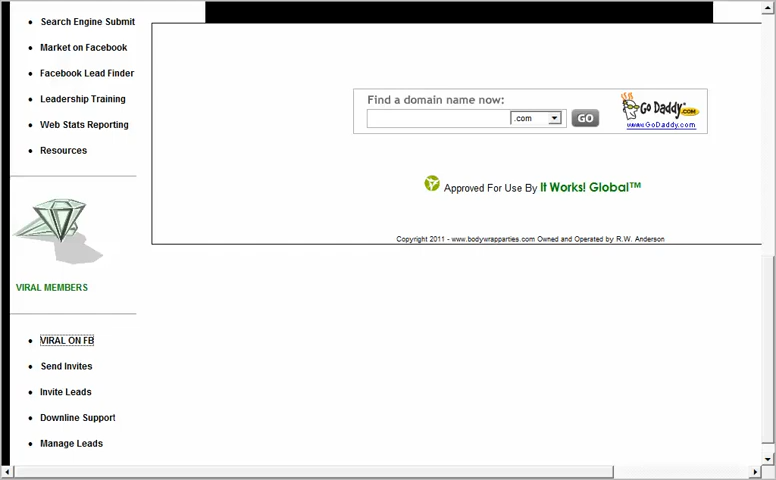 Search Engine Submit
Market on Facebook
Facebook Lead Finder
Leadership Training
Web Stats Reporting
Resources
VIRAL MEMBERS
VIRAL ON FB
Send Invites
Invite Leads
Downline Support
Manage Leads
Find a domain name now:
.com
GO
Go Daddy.COM
www.GoDaddy.com
Approved For Use By It Works! Global™
Copyright 2011 - www.bodywrapparties.com Owned and Operated by R.W. Anderson